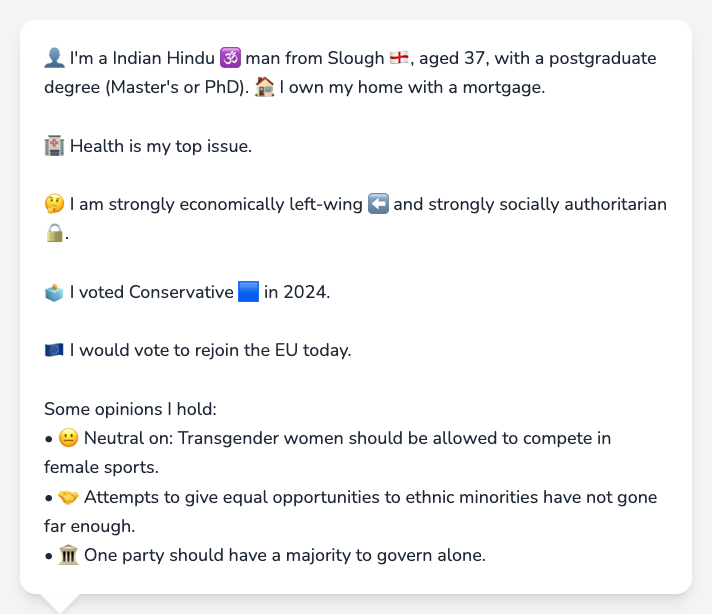 👤 I'm a Indian Hindu 🕉️ man from Slough 🏴󠁧󠁢󠁥󠁮󠁧󠁿, aged 37, with a postgraduate
degree (Master's or PhD). 🏠 I own my home with a mortgage.
🏥 Health is my top issue.
🤔 I am strongly economically left-wing ⬅️ and strongly socially authoritarian
🔒.
🗳️ I voted Conservative 🟦 in 2024.
🇪🇺 I would vote to rejoin the EU today.
Some opinions I hold:
• 😐 Neutral on: Transgender women should be allowed to compete in
female sports.
• 🤝 Attempts to give equal opportunities to ethnic minorities have not gone
far enough.
• 🏛️ One party should have a majority to govern alone.